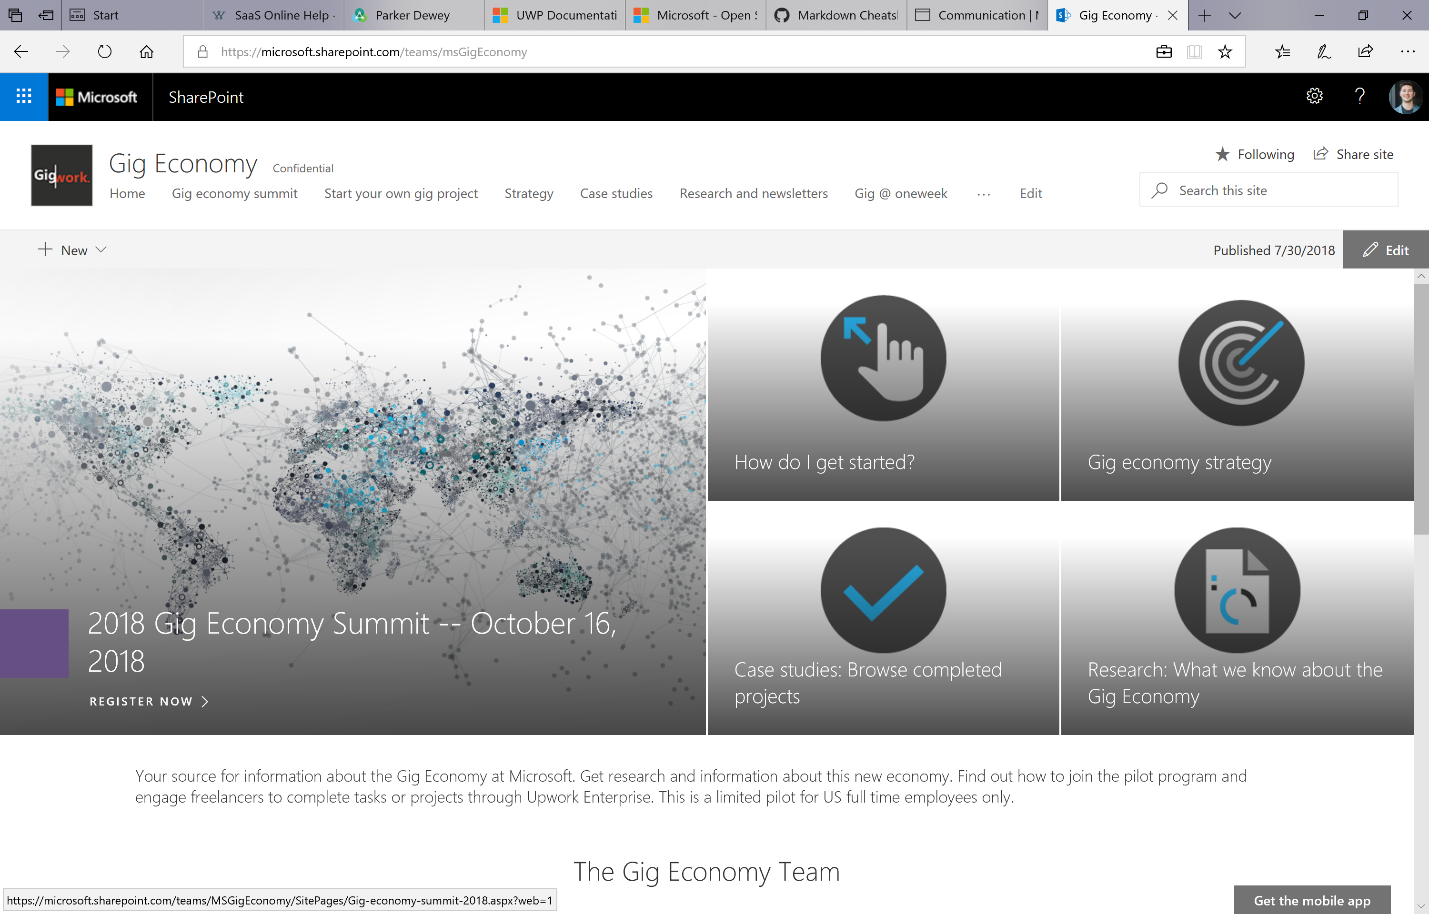 Start
SaaS Online Help
Parker Dewey
UWP Documentati
Microsoft - Open S
Markdown Cheats
Communication | M
Gig Economy -
https://microsoft.sharepoint.com/teams/msGigEconomy
Microsoft
SharePoint
Gigwork.
Gig Economy
Confidential
Following
Share site
Home
Gig economy summit
Start your own gig project
Strategy
Case studies
Research and newsletters
Gig @ oneweek
Edit
Search this site
New
Published 7/30/2018
Edit
2018 Gig Economy Summit -- October 16,
2018
REGISTER NOW
How do I get started?
Gig economy strategy
Case studies: Browse completed
projects
Research: What we know about the
Gig Economy
Your source for information about the Gig Economy at Microsoft. Get research and information about this new economy. Find out how to join the pilot program and
engage freelancers to complete tasks or projects through Upwork Enterprise. This is a limited pilot for US full time employees only.
The Gig Economy Team
https://microsoft.sharepoint.com/teams/MSGigEconomy/SitePages/Gig-economy-summit-2018.aspx?web=1
Get the mobile app